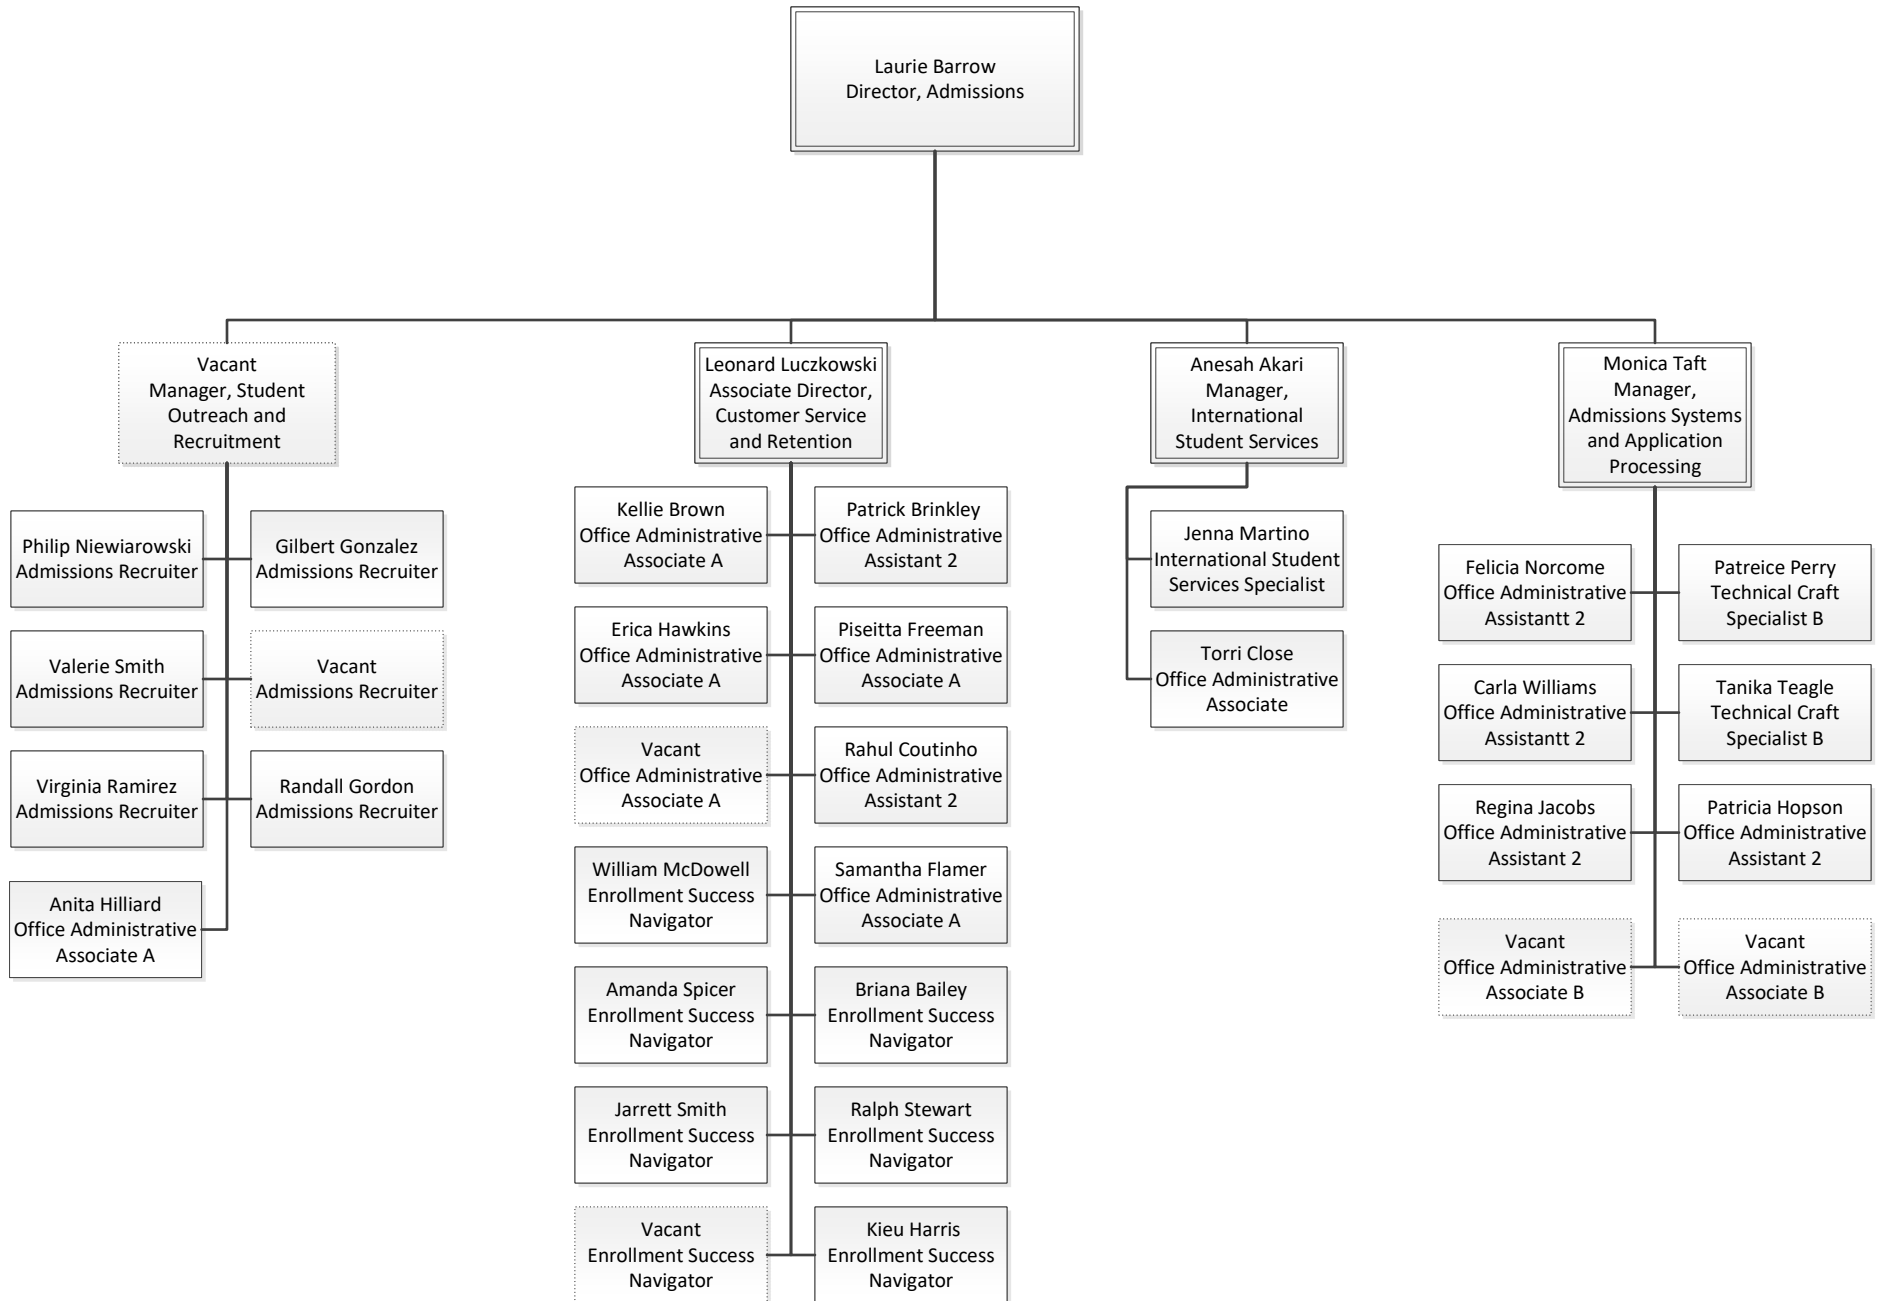 Laurie Barrow
Director, Admissions
Vacant
Manager, Student
Outreach and
Recruitment
Philip Niewiarowski
Admissions Recruiter
Gilbert Gonzalez
Admissions Recruiter
Valerie Smith
Admissions Recruiter
Vacant
Admissions Recruiter
Virginia Ramirez
Admissions Recruiter
Randall Gordon
Admissions Recruiter
Anita Hilliard
Office Administrative
Associate A
Leonard Luczkowski
Associate Director,
Customer Service
and Retention
Kellie Brown
Office Administrative
Associate A
Patrick Brinkley
Office Administrative
Assistant 2
Erica Hawkins
Office Administrative
Associate A
Piseitta Freeman
Office Administrative
Associate A
Vacant
Office Administrative
Associate A
Rahul Coutinho
Office Administrative
Assistant 2
William McDowell
Enrollment Success
Navigator
Samantha Flamer
Office Administrative
Associate A
Amanda Spicer
Enrollment Success
Navigator
Briana Bailey
Enrollment Success
Navigator
Jarrett Smith
Enrollment Success
Navigator
Ralph Stewart
Enrollment Success
Navigator
Vacant
Enrollment Success
Navigator
Kieu Harris
Enrollment Success
Navigator
Anesah Akari
Manager,
International
Student Services
Jenna Martino
International Student
Services Specialist
Torri Close
Office Administrative
Associate
Monica Taft
Manager,
Admissions Systems
and Application
Processing
Felicia Norcome
Office Administrative
Assistantt 2
Patreice Perry
Technical Craft
Specialist B
Carla Williams
Office Administrative
Assistantt 2
Tanika Teagle
Technical Craft
Specialist B
Regina Jacobs
Office Administrative
Assistant 2
Patricia Hopson
Office Administrative
Assistant 2
Vacant
Office Administrative
Associate B
Vacant
Office Administrative
Associate B